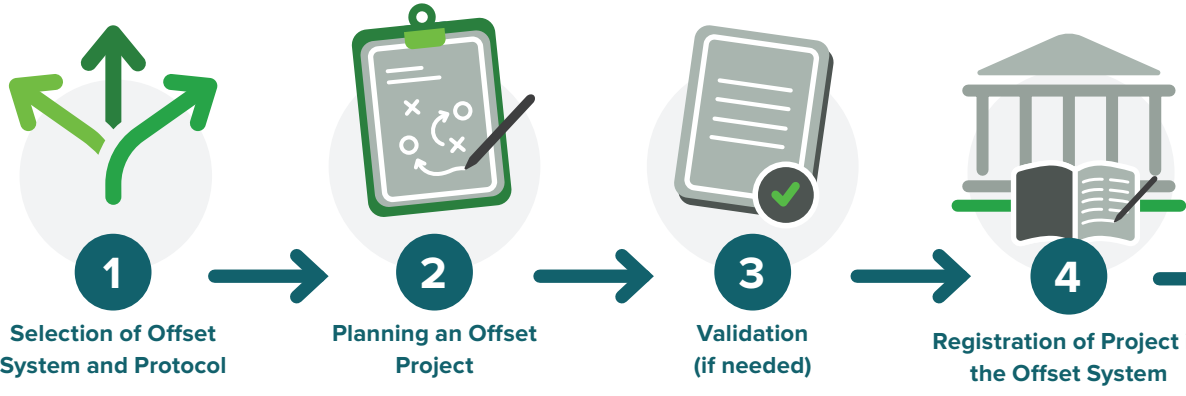 1
Selection of Offset
System and Protocol
2
Planning an Offset
Project
3
Validation
(if needed)
4
Registration of Project
the Offset System